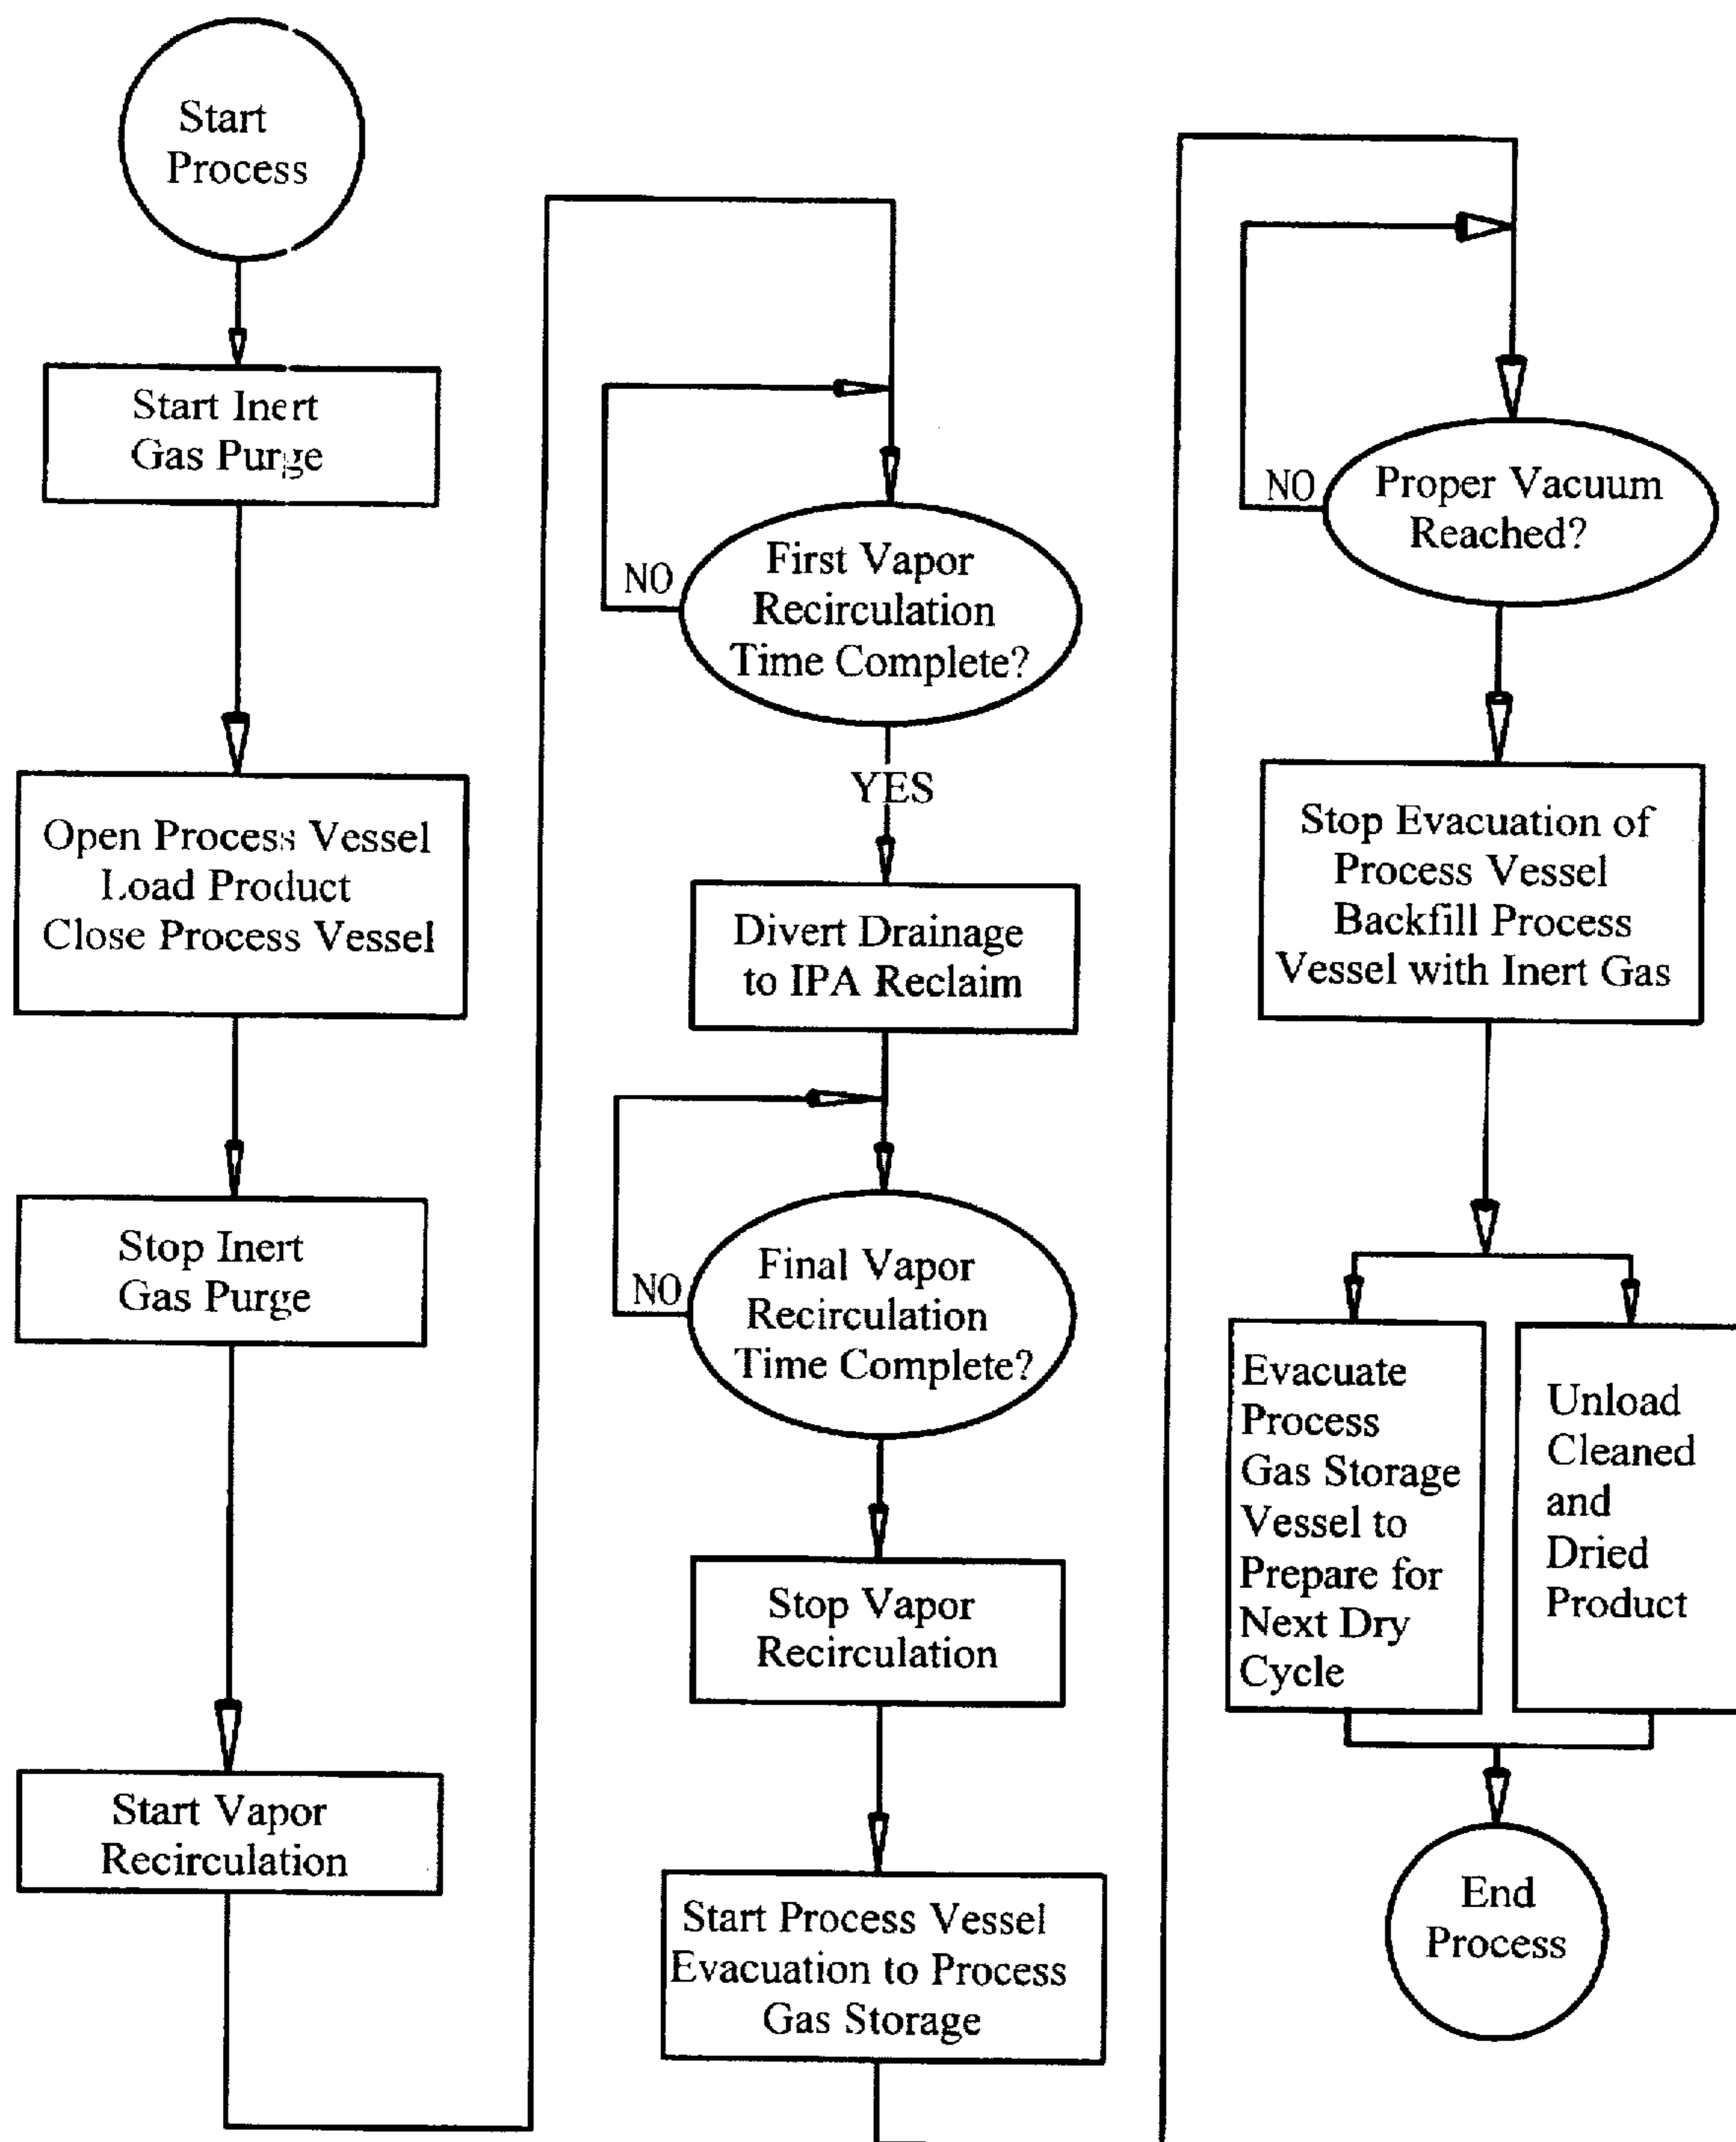 Start
Process
Start Inert
Gas Purge
Open Process Vessel
Load Product
Close Process Vessel
Stop Inert
Gas Purge
Start Vapor
Recirculation
NO
First Vapor
Recirculation
Time Complete?
YES
Divert Drainage
to IPA Reclaim
NO
Final Vapor
Recirculation
Time Complete?
Stop Vapor
Recirculation
Start Process Vessel
Evacuation to Process
Gas Storage
NO
Proper Vacuum
Reached?
Stop Evacuation of
Process Vessel
Backfill Process
Vessel with Inert Gas
Evacuate
Process
Gas Storage
Vessel to
Prepare for
Next Dry
Cycle
Unload
Cleaned
and
Dried
Product
End
Process